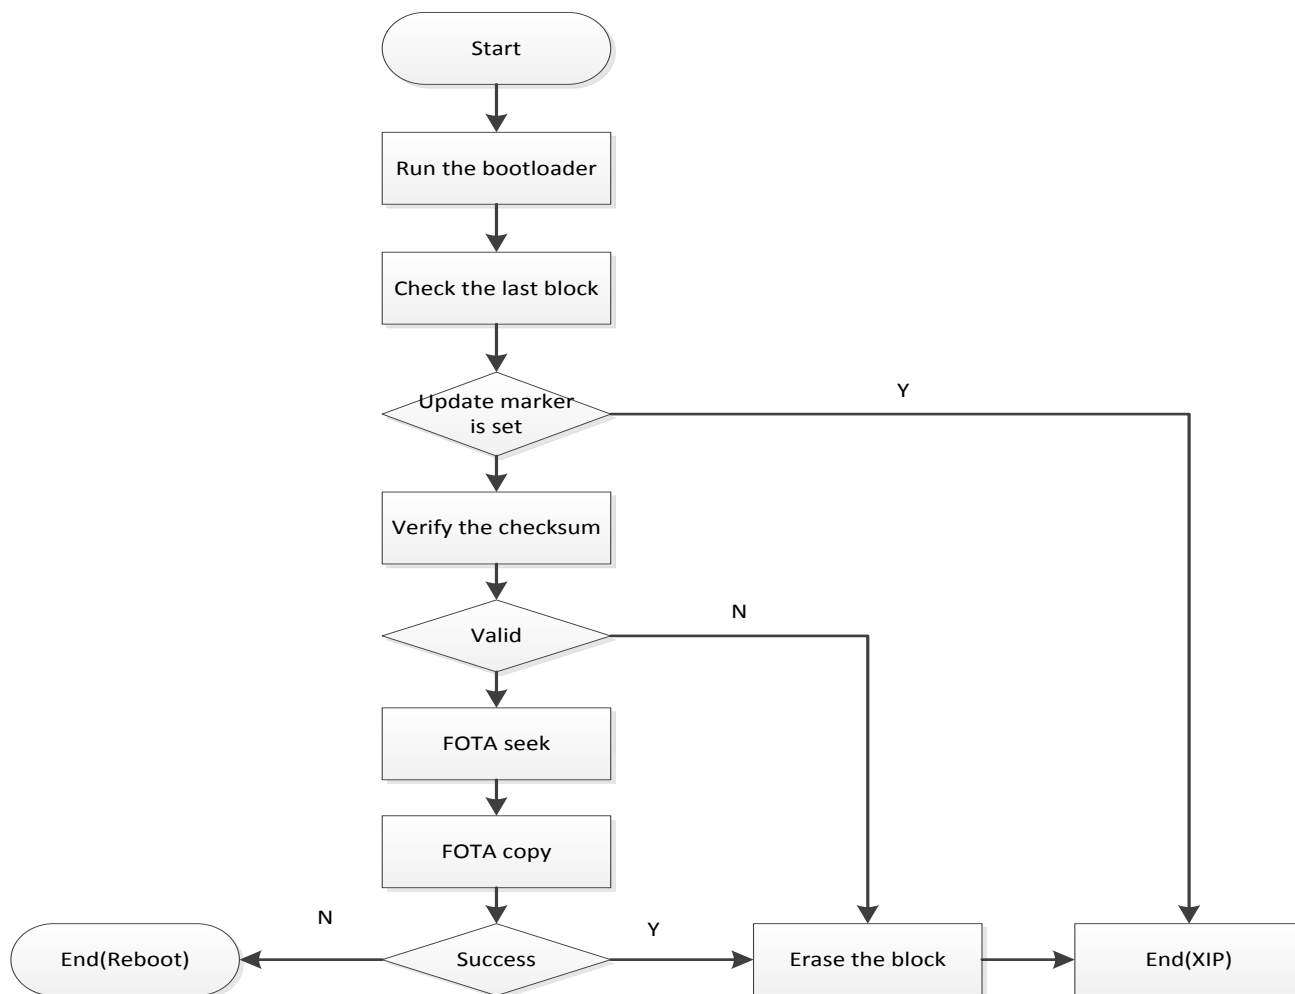 Start
Run the bootloader
Check the last block
Update marker
is set
Y
Verify the checksum
Valid
N
FOTA seek
FOTA copy
N
Success
Y
End(Reboot)
Erase the block
End(XIP)